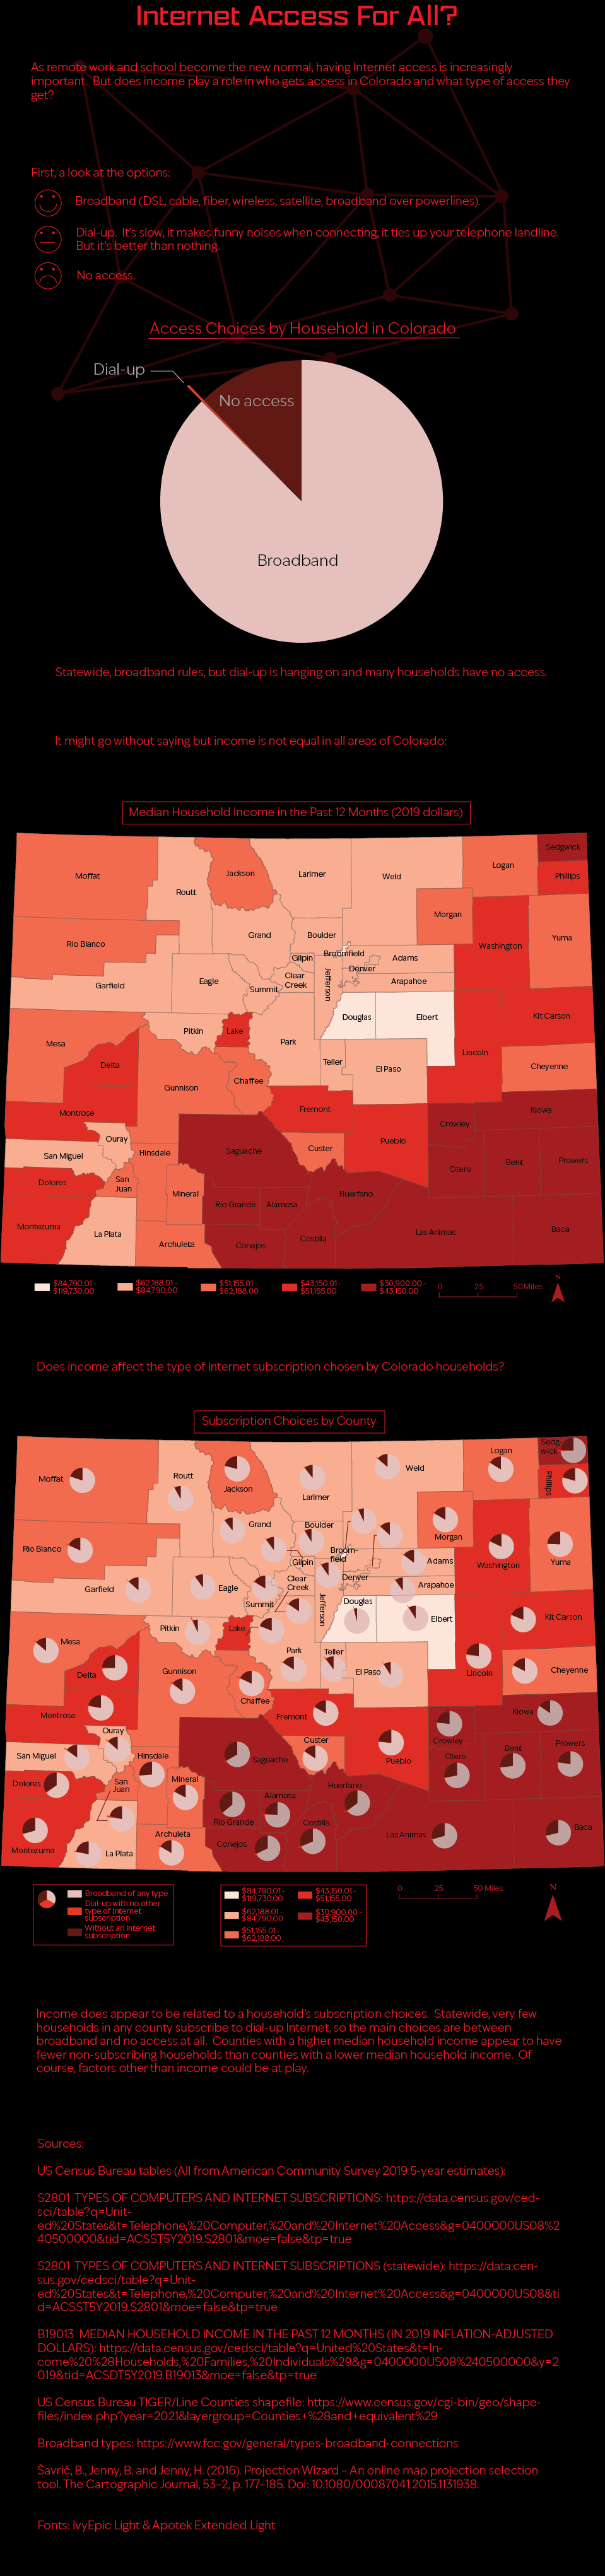 Internet Access For All?
As remote work and school become the new normal, having Internet access is increasingly
important.  But does income play a role in who gets access in Colorado and what type of access they
get?
First, a look at the options:
Broadband (DSL, cable, fiber, wireless, satellite, broadband over powerlines).
Dial-up.  It's slow, it makes funny noises when connecting, it ties up your telephone landline.
But it's better than nothing.
No access.
Access Choices by Household in Colorado
Dial-up
No access
Broadband
Statewide, broadband rules, but dial-up is hanging on and many households have no access.
It might go without saying but income is not equal in all areas of Colorado:
Median Household Income in the Past 12 Months (2019 dollars)
Sedgwick
Logan
Jackson
Larimer
Weld
Moffat
Phillips
Routt
Morgan
Grand
Boulder
Yuma
Rio Blanco
Washington
Broomfield
Gilpin
Adams
Denver
Clear
Creek
Eagle
Arapahoe
Garfield
Summit
Jefferson
Douglas
Elbert
Kit Carson
Pitkin
Lake
Park
Mesa
Lincoln
Teller
Delta
El Paso
Cheyenne
Chaffee
Gunnison
Fremont
Kiowa
Montrose
Crowley
Ouray
Pueblo
Custer
Saguache
Hinsdale
San Miguel
Prowers
Bent
Otero
San
Juan
Dolores
Mineral
Huerfano
Rio Grande
Alamosa
Montezuma
La Plata
Las Animas
Baca
Costilla
Archuleta
Conejos
$84,790.01 -
$119,730.00
$62,188.01 -
$84,790.00
$51,155.01 -
$62,188.00
$43,150.01 -
$51,155.00
$30,900.00 -
$43,150.00
0 25 50 Miles
N
Does income affect the type of Internet subscription chosen by Colorado households?
Subscription Choices by County
Sedg-
wick
Logan
Weld
Routt
Moffat
Jackson
Phillips
Larimer
Grand
Boulder
Morgan
Rio Blanco
Broom-
field
Gilpin
Adams
Washington
Yuma
Denver
Clear
Creek
Arapahoe
Garfield
Eagle
Summit
Jefferson
Douglas
Elbert
Kit Carson
Pitkin
Lake
Mesa
Park
Teller
Gunnison
El Paso
Cheyenne
Delta
Lincoln
Chaffee
Kiowa
Montrose
Fremont
Ouray
Custer
Crowley
Prowers
Bent
San Miguel
Hinsdale
Saguache
Pueblo
Otero
Dolores
San
Juan
Mineral
Huerfano
Alamosa
Rio Grande
Costilla
Baca
Archuleta
Las Animas
Conejos
Montezuma
La Plata
Broadband of any type
Dial-up with no other
type of Internet
subscription
Without an Internet
subscription
$84,790.01 -
$119,730.00
$62,188.01 -
$84,790.00
$51,155.01 -
$62,188.00
$43,150.01 -
$51,155.00
$30,900.00 -
$43,150.00
0 25 50 Miles
N
Income does appear to be related to a household's subscription choices.  Statewide, very few
households in any county subscribe to dial-up Internet, so the main choices are between
broadband and no access at all.  Counties with a higher median household income appear to have
fewer non-subscribing households than counties with a lower median household income.  Of
course, factors other than income could be at play.
Sources:
US Census Bureau tables (All from American Community Survey 2019 5-year estimates):
S2801  TYPES OF COMPUTERS AND INTERNET SUBSCRIPTIONS: https://data.census.gov/ced-
sci/table?q=Unit-
ed%20States&t=Telephone,%20Computer,%20and%20Internet%20Access&g=0400000US08%2
40500000&tid=ACSST5Y2019.S2801&moe=false&tp=true
S2801  TYPES OF COMPUTERS AND INTERNET SUBSCRIPTIONS (statewide): https://data.cen-
sus.gov/cedsci/table?q=Unit-
ed%20States&t=Telephone,%20Computer,%20and%20Internet%20Access&g=0400000US08&ti
d=ACSST5Y2019.S2801&moe=false&tp=true
B19013  MEDIAN HOUSEHOLD INCOME IN THE PAST 12 MONTHS (IN 2019 INFLATION-ADJUSTED
DOLLARS): https://data.census.gov/cedsci/table?q=United%20States&t=In-
come%20%28Households,%20Families,%20Individuals%29&g=0400000US08%240500000&y=2
019&tid=ACSDT5Y2019.B19013&moe=false&tp=true
US Census Bureau TIGER/Line Counties shapefile: https://www.census.gov/cgi-bin/geo/shape-
files/index.php?year=2021&layergroup=Counties+%28and+equivalent%29
Broadband types: https://www.fcc.gov/general/types-broadband-connections
Šavrič, B., Jenny, B. and Jenny, H. (2016). Projection Wizard – An online map projection selection
tool. The Cartographic Journal, 53–2, p. 177–185. Doi: 10.1080/00087041.2015.1131938.
Fonts: IvyEpic Light & Apotek Extended Light